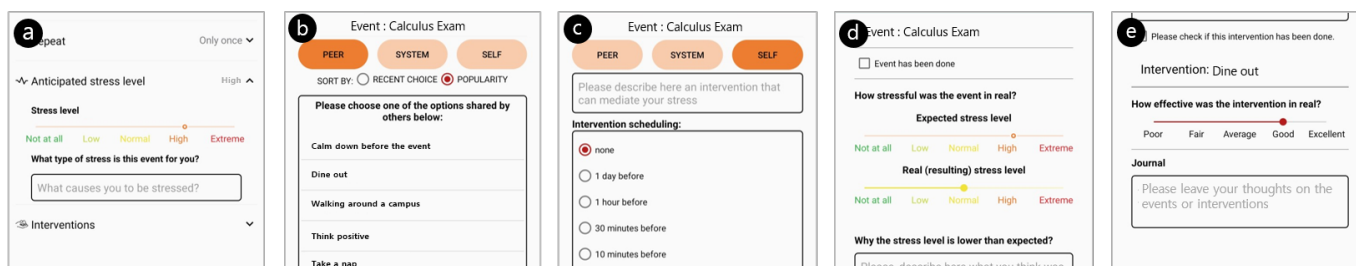 a
Repeat
Only once
Anticipated stress level
High
Stress level
Not at all Low Normal High Extreme
What type of stress is this event for you?
What causes you to be stressed?
Interventions
b
Event : Calculus Exam
PEER SYSTEM SELF
SORT BY: RECENT CHOICE POPULARITY
Please choose one of the options shared by
others below:
Calm down before the event
Dine out
Walking around a campus
Think positive
Take a nap
c
Event : Calculus Exam
PEER SYSTEM SELF
Please describe here an intervention that
can mediate your stress
Intervention scheduling:
none
1 day before
1 hour before
30 minutes before
10 minutes before
d
Event : Calculus Exam
Event has been done
How stressful was the event in real?
Expected stress level
Not at all Low Normal High Extreme
Real (resulting) stress level
Not at all Low Normal High Extreme
Why the stress level is lower than expected?
Please, describe here what you think was
e
Please check if this intervention has been done.
Intervention: Dine out
How effective was the intervention in real?
Poor Fair Average Good Excellent
Journal
Please leave your thoughts on the
events or interventions